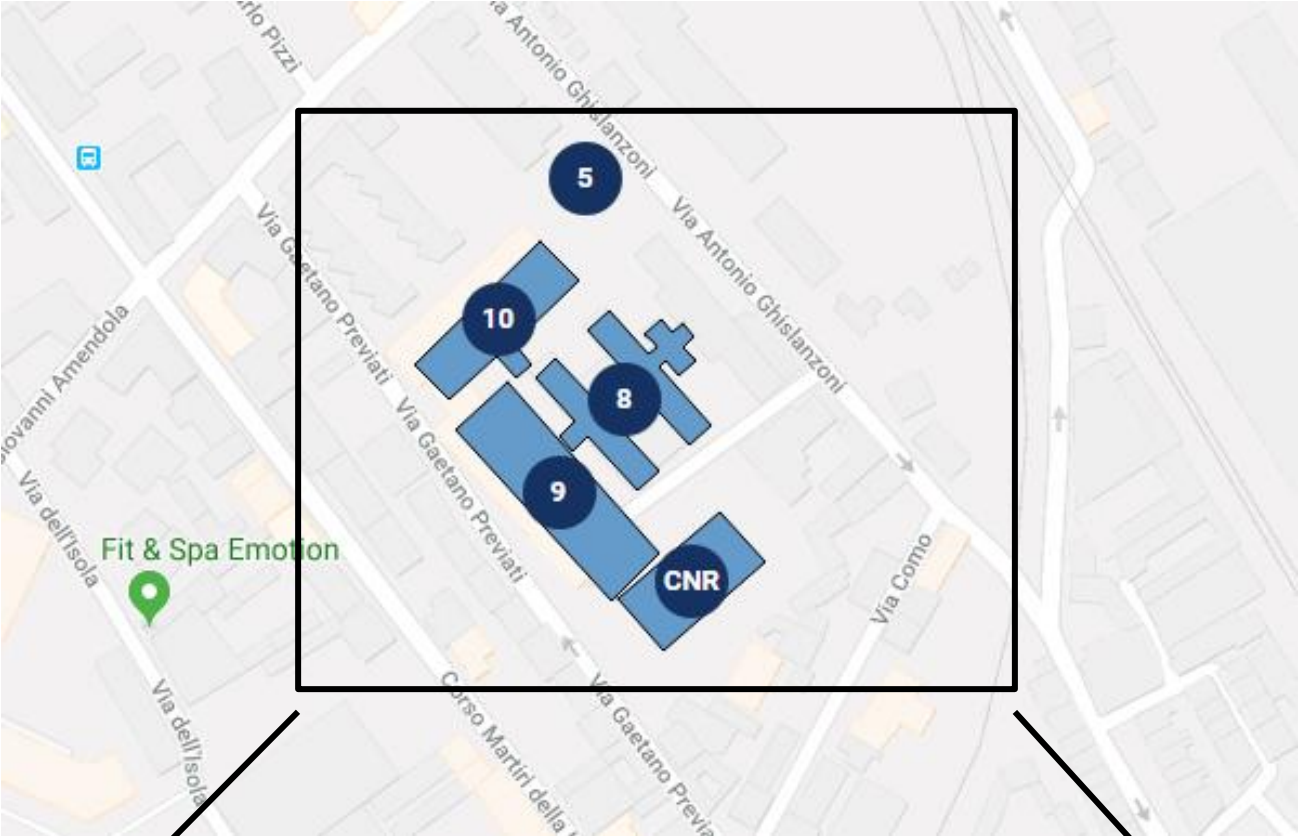 rlo Pizzi
ia Antonio Ghislanzoni
5
Via Gaetano Previati
Via Antonio Ghislanzoni
10
Giovanni Amendola
8
Via Gaetano Previati
9
Via dell'Isola
Fit & Spa Emotion
CNR
Via Como
Via dell'Isola
Corso Martiri della
Via Gaetano Previa